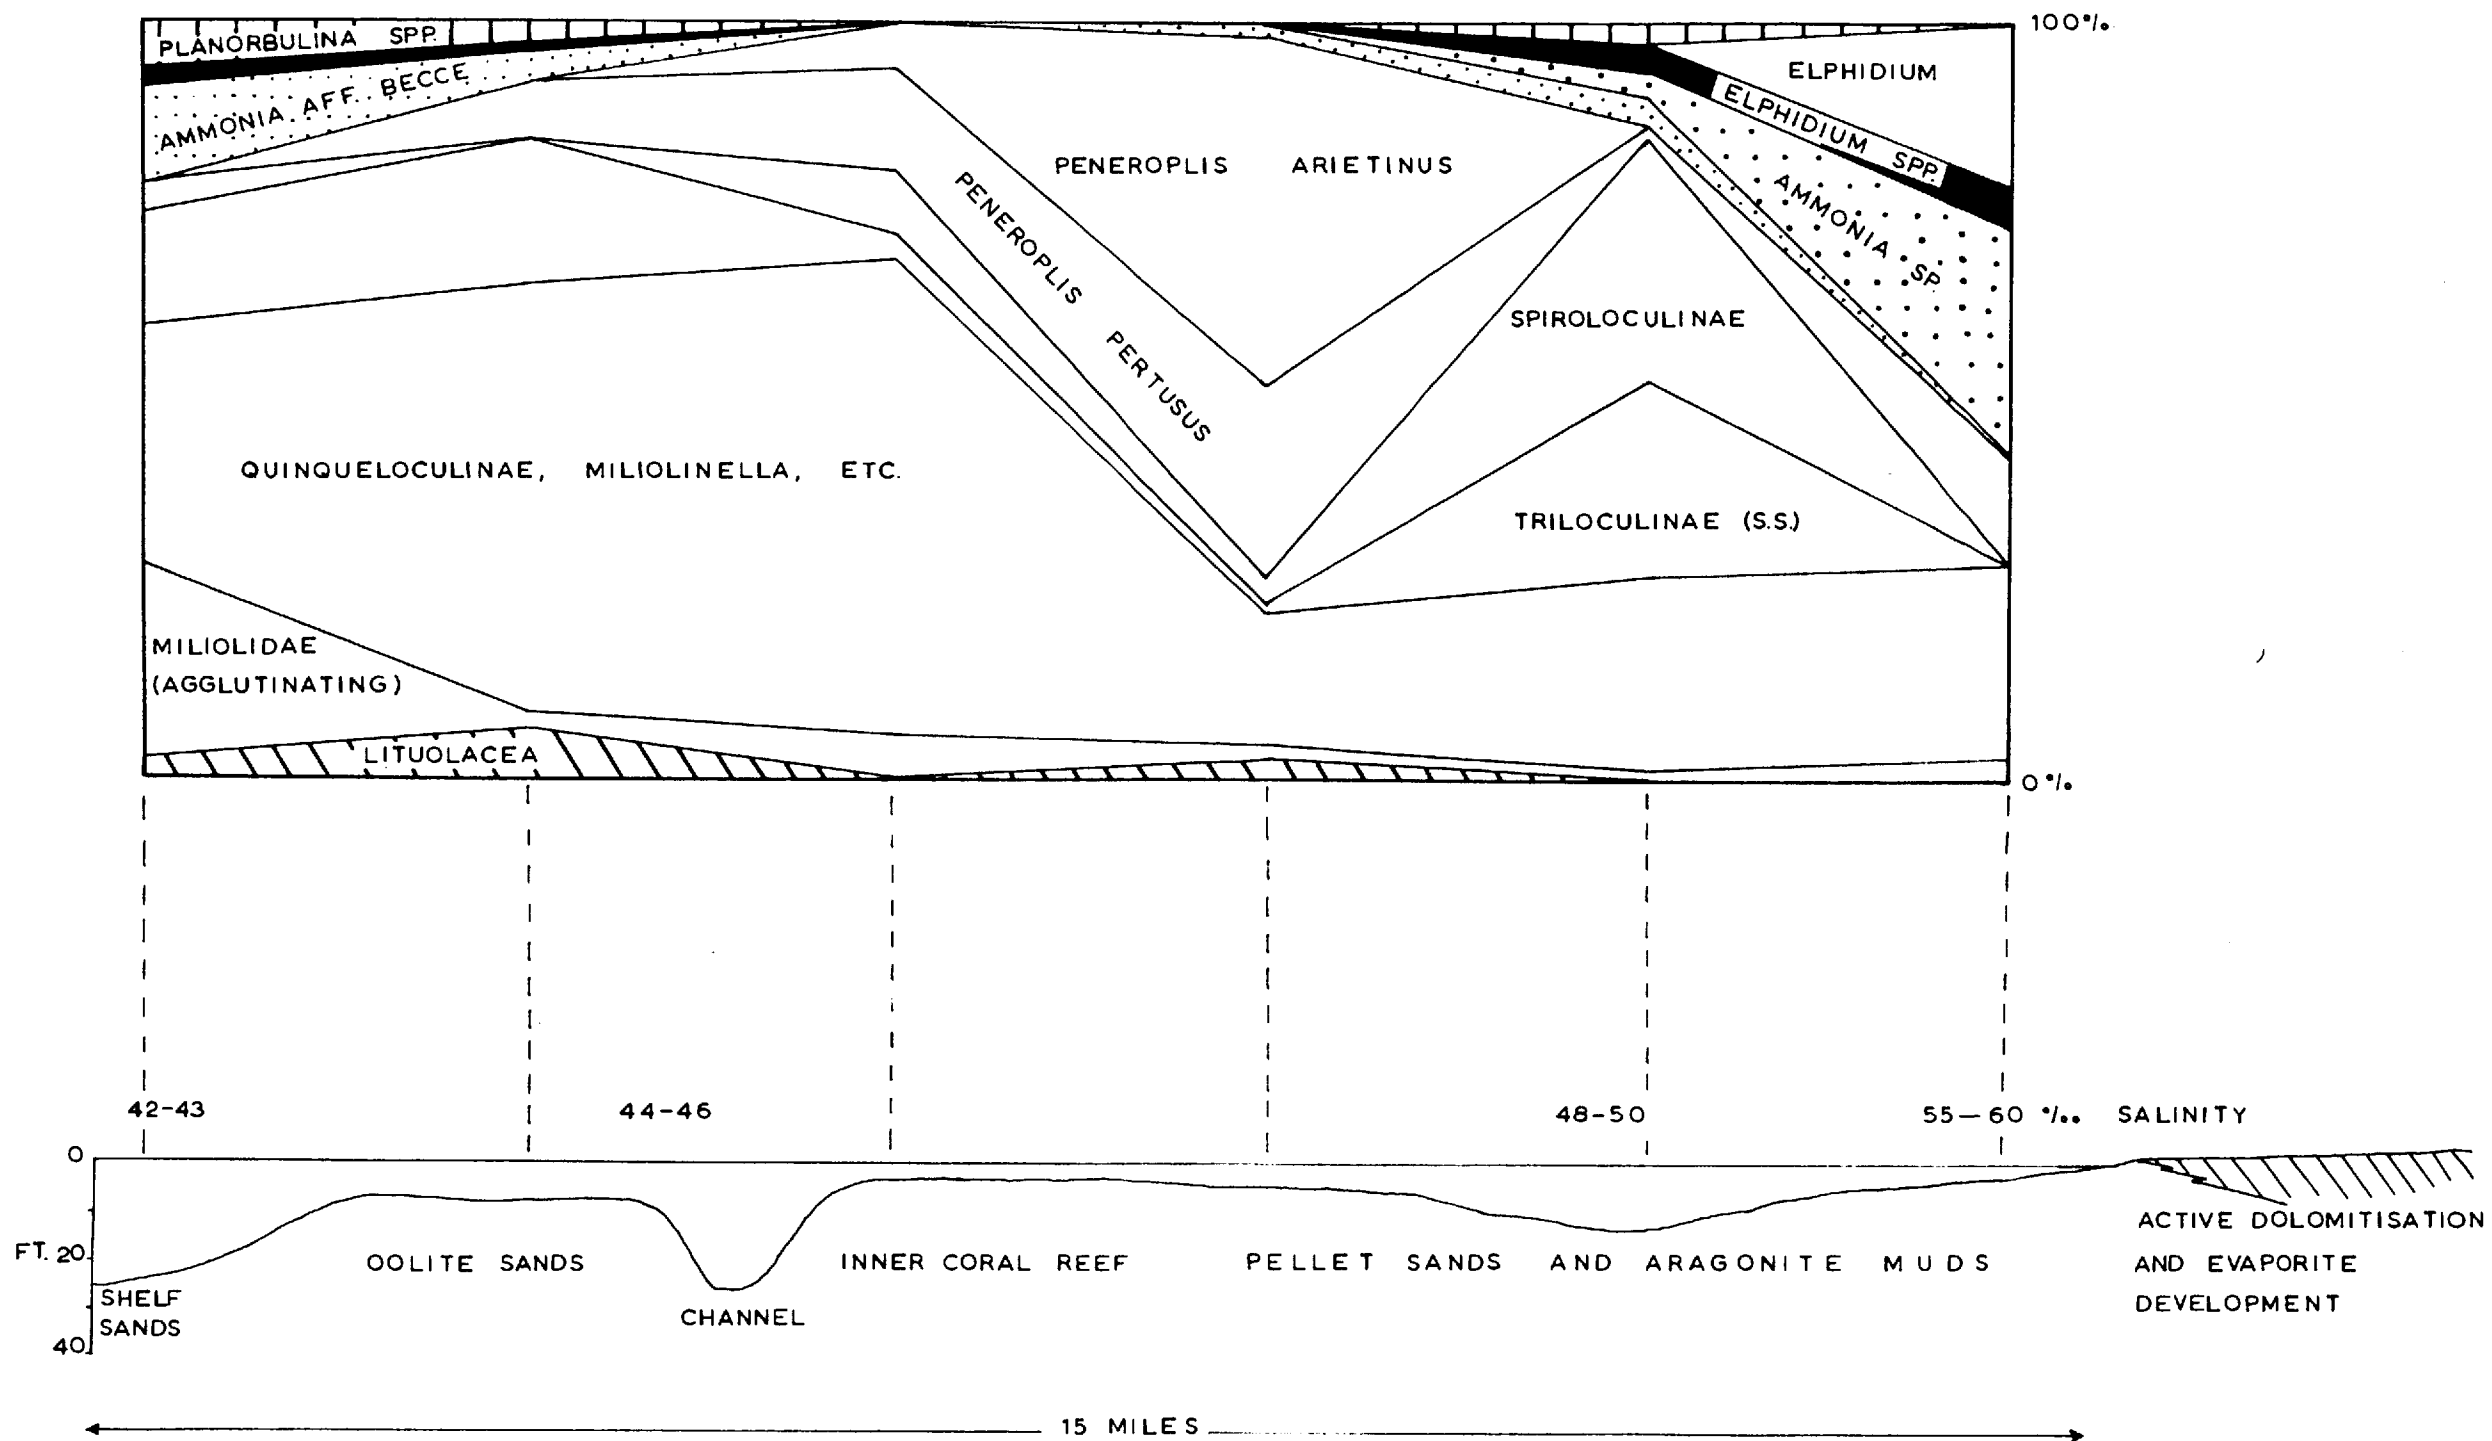 PLANORBULINA SPP.
100%
ELPHIDIUM
AMMONIA AFF. BECCE
ELPHIDIUM SPP.
PENEROPLIS ARIETINUS
PENEROPLIS PERTUSUS
AMMONIA SP.
SPIROLOCULINAE
QUINQUELOCULINAE, MILIOLINELLA, ETC.
TRILOCULINAE (S.S.)
MILIOLIDAE
(AGGLUTINATING)
LITUOLACEA
0%
42-43
44-46
48-50
55-60 ‰ SALINITY
0
FT. 20
40
SHELF
SANDS
OOLITE SANDS
CHANNEL
INNER CORAL REEF
PELLET SANDS AND ARAGONITE MUDS
ACTIVE DOLOMITISATION
AND EVAPORITE
DEVELOPMENT
15 MILES